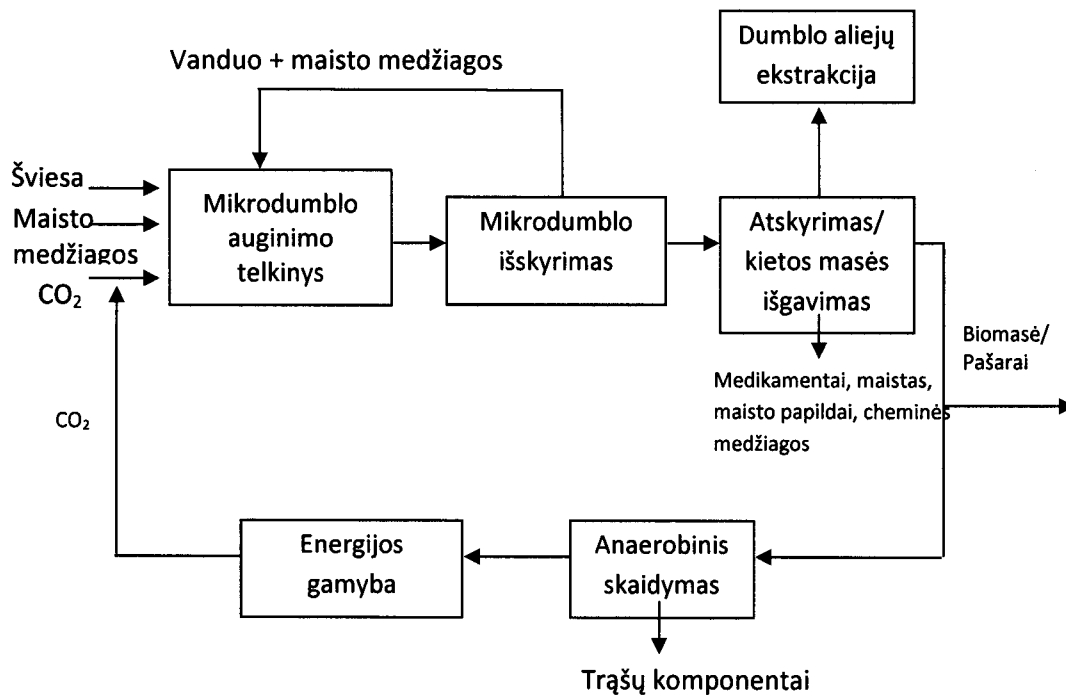 Dumblo aliejų
ekstrakcija
Vanduo + maisto medžiagos
Šviesa
Maisto
medžiagos
CO₂
Mikrodumblo
auginimo
telkinys
Mikrodumblo
išskyrimas
Atskyrimas/
kietos masės
išgavimas
Biomasė/
Pašarai
Medikamentai, maistas,
maisto papildai, cheminės
medžiagos
CO₂
Energijos
gamyba
Anaerobinis
skaidymas
Trąšų komponentai